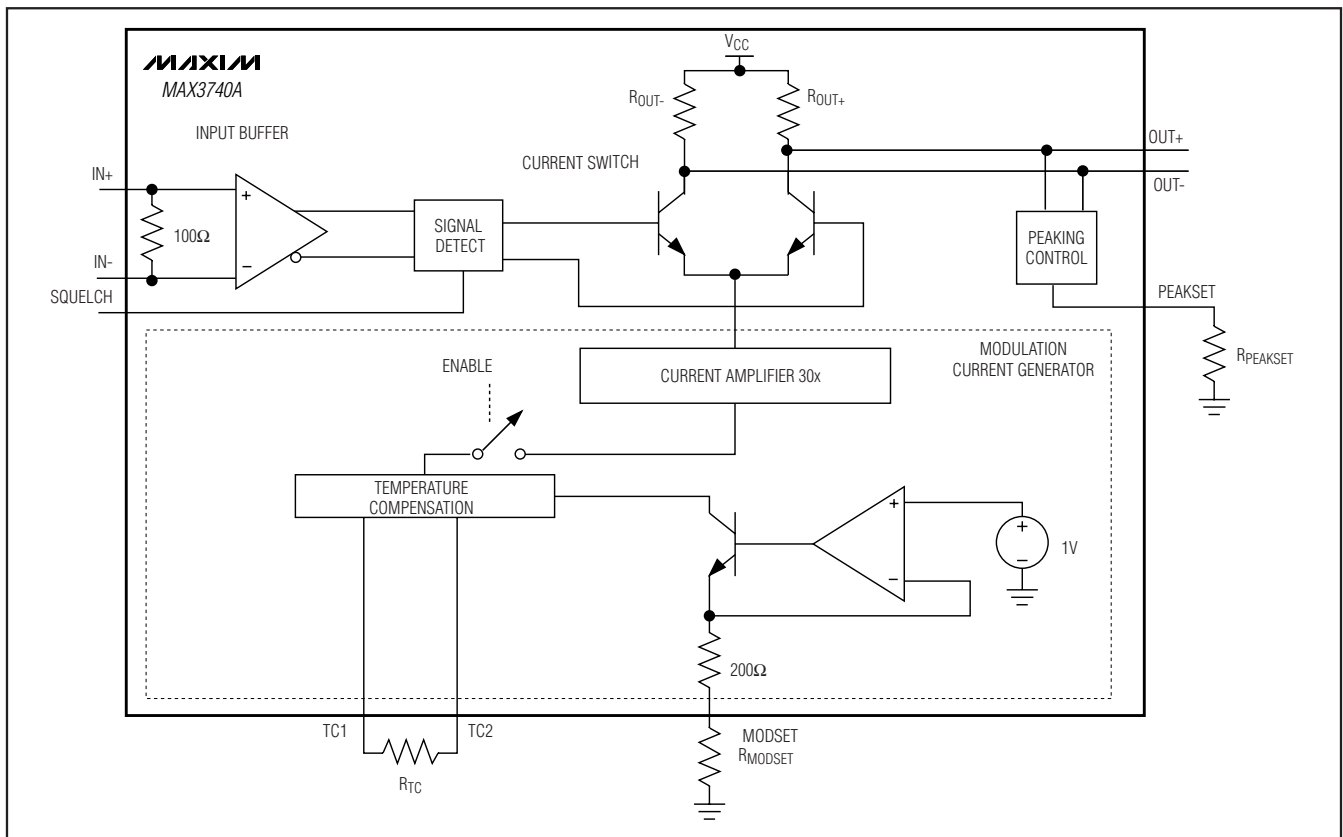 MAXIM
MAX3740A
VCC
ROUT-
ROUT+
INPUT BUFFER
CURRENT SWITCH
OUT+
OUT-
IN+
+
100Ω
−
IN-
SIGNAL
DETECT
PEAKING
CONTROL
SQUELCH
PEAKSET
RPEAKSET
MODULATION
CURRENT GENERATOR
ENABLE
CURRENT AMPLIFIER 30x
TEMPERATURE
COMPENSATION
+
−
+
−
1V
200Ω
TC1
TC2
RTC
MODSET
RMODSET